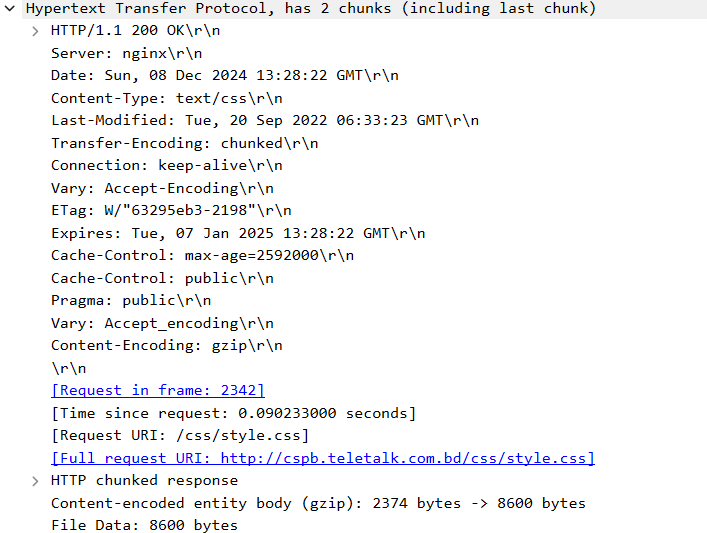 Hypertext Transfer Protocol, has 2 chunks (including last chunk)
HTTP/1.1 200 OK\r\n
Server: nginx\r\n
Date: Sun, 08 Dec 2024 13:28:22 GMT\r\n
Content-Type: text/css\r\n
Last-Modified: Tue, 20 Sep 2022 06:33:23 GMT\r\n
Transfer-Encoding: chunked\r\n
Connection: keep-alive\r\n
Vary: Accept-Encoding\r\n
ETag: W/"63295eb3-2198"\r\n
Expires: Tue, 07 Jan 2025 13:28:22 GMT\r\n
Cache-Control: max-age=2592000\r\n
Cache-Control: public\r\n
Pragma: public\r\n
Vary: Accept_encoding\r\n
Content-Encoding: gzip\r\n
\r\n
[Request in frame: 2342]
[Time since request: 0.090233000 seconds]
[Request URI: /css/style.css]
[Full request URI: http://cspb.teletalk.com.bd/css/style.css]
HTTP chunked response
Content-encoded entity body (gzip): 2374 bytes -> 8600 bytes
File Data: 8600 bytes